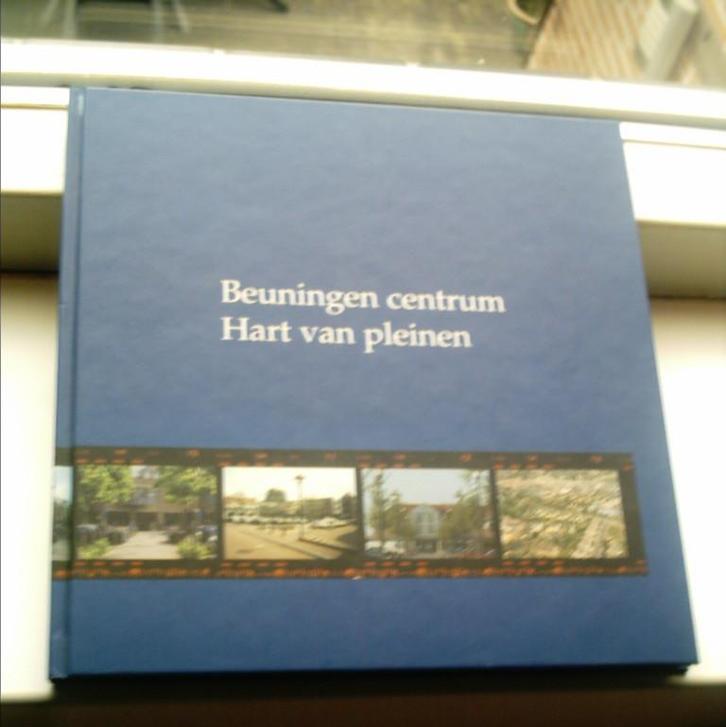 Beuningen centrum
Hart van pleinen